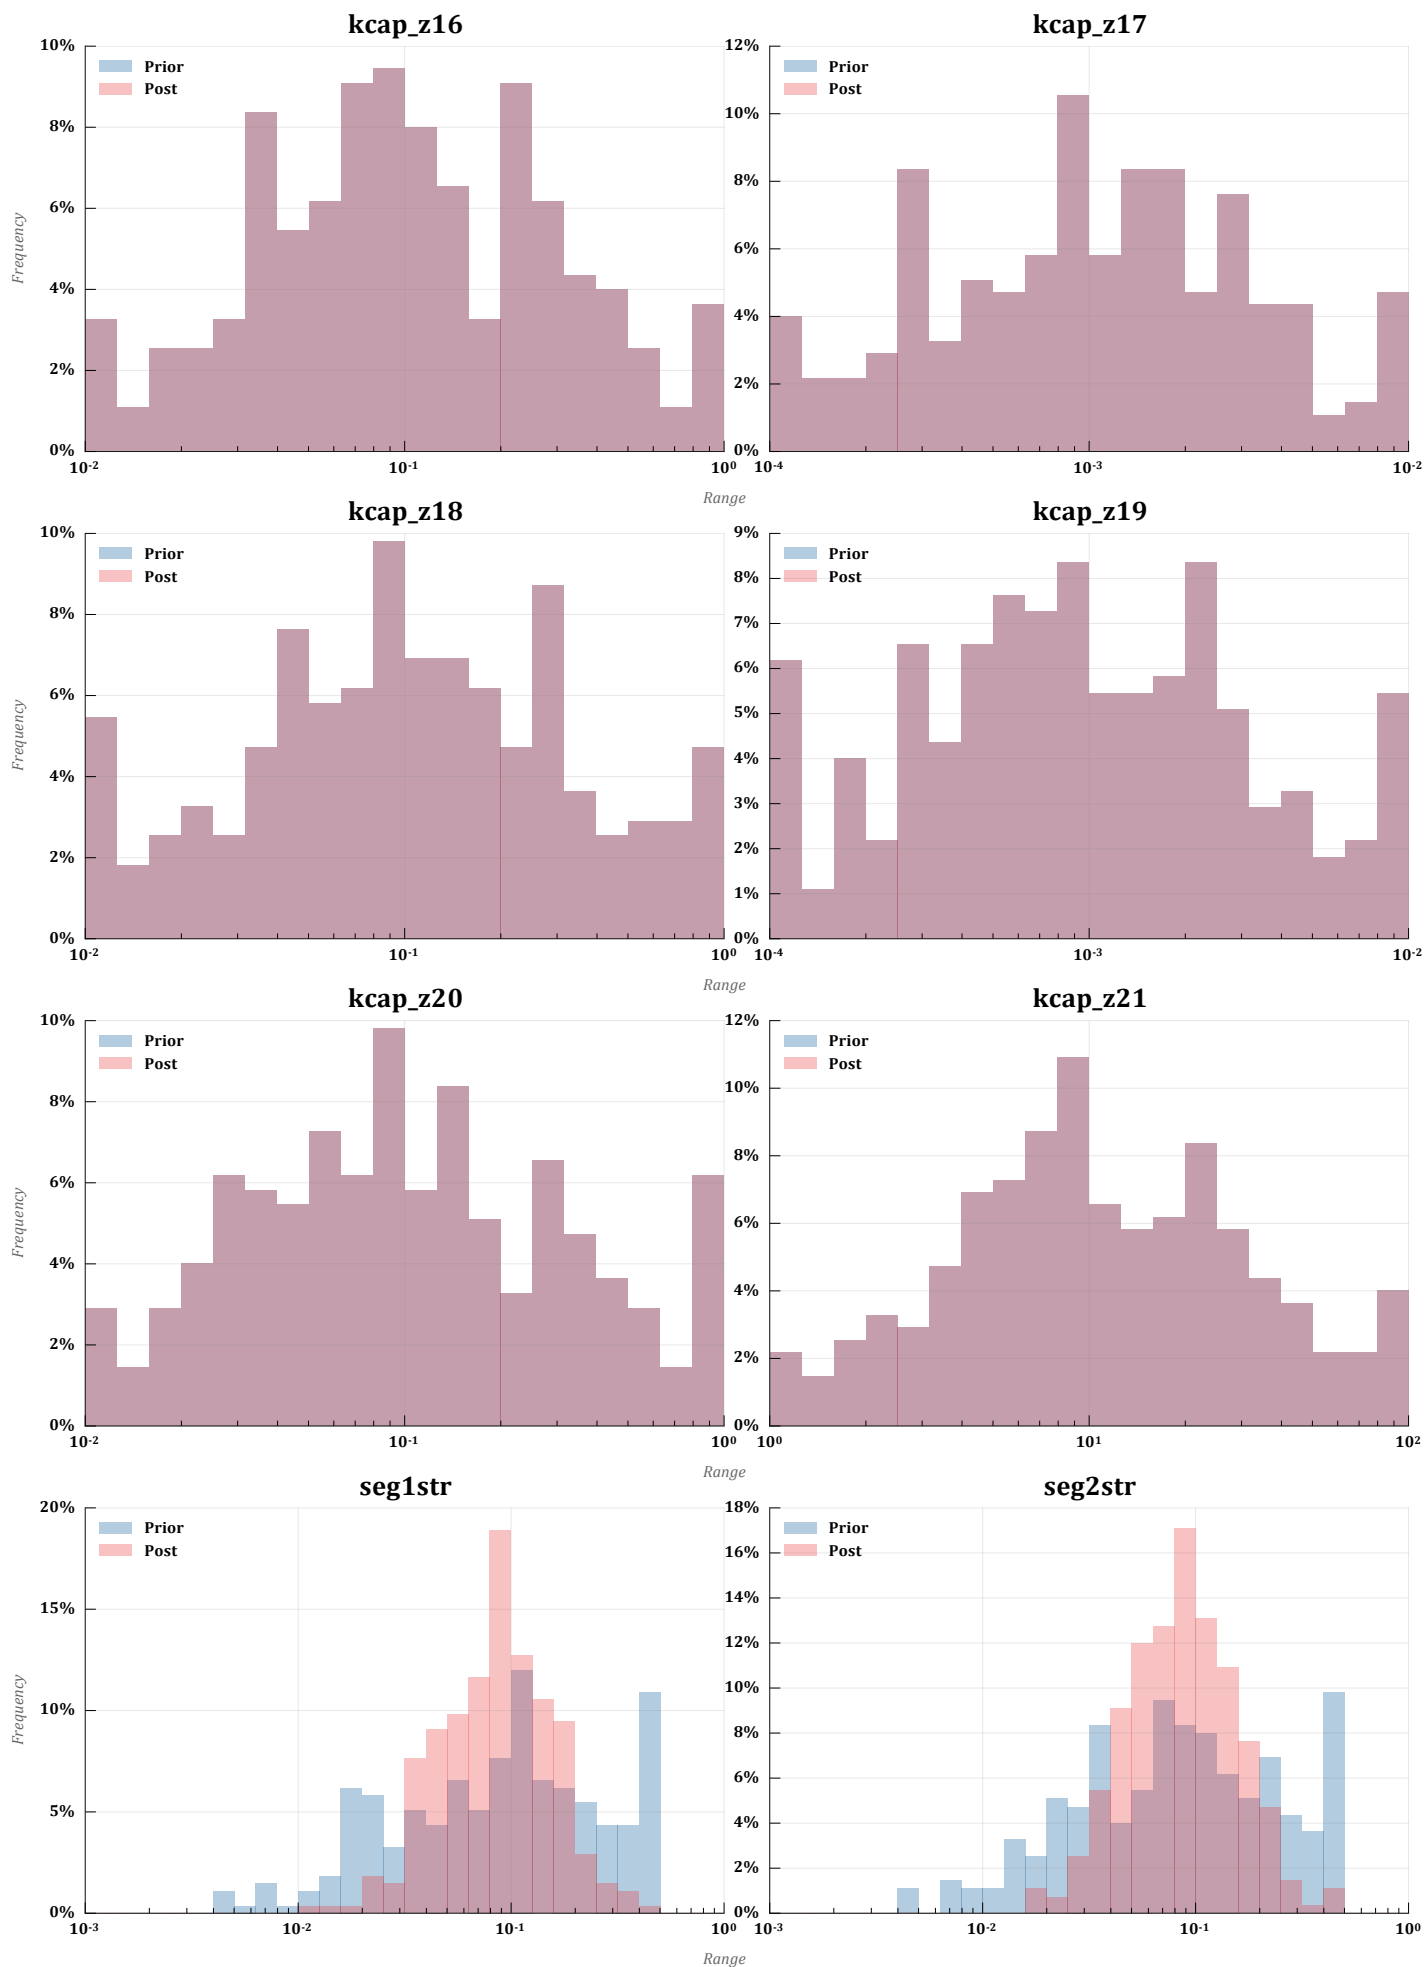 kcap_z16
10%
8%
6%
4%
2%
0%
Frequency
Prior
Post
10-2
10-1
100
kcap_z17
12%
10%
8%
6%
4%
2%
0%
Prior
Post
10-4
10-3
10-2
Range
kcap_z18
10%
8%
6%
4%
2%
0%
Frequency
Prior
Post
10-2
10-1
100
kcap_z19
9%
8%
7%
6%
5%
4%
3%
2%
1%
0%
Prior
Post
10-4
10-3
10-2
Range
kcap_z20
10%
8%
6%
4%
2%
0%
Frequency
Prior
Post
10-2
10-1
100
kcap_z21
12%
10%
8%
6%
4%
2%
0%
Prior
Post
100
101
102
Range
seg1str
20%
15%
10%
5%
0%
Frequency
Prior
Post
10-3
10-2
10-1
100
seg2str
18%
16%
14%
12%
10%
8%
6%
4%
2%
0%
Prior
Post
10-3
10-2
10-1
100
Range